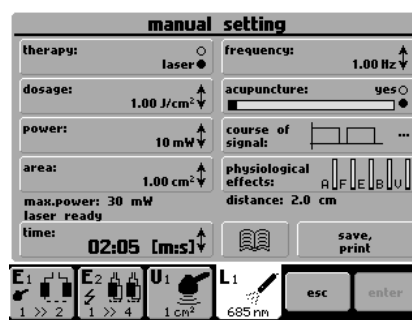 manual setting
therapy:
laser
dosage:
1.00 J/cm²
power:
10 mW
area:
1.00 cm²
max.power: 30 mW
laser ready
time:
02:05 [m:s]
frequency:
1.00 Hz
acupuncture: yes
course of
signal: ...
physiological
effects: A F E B U I
distance: 2.0 cm
save,
print
E1
1 >> 2
E2
1 >> 4
U1
1 cm²
L1
685 nm
esc
enter